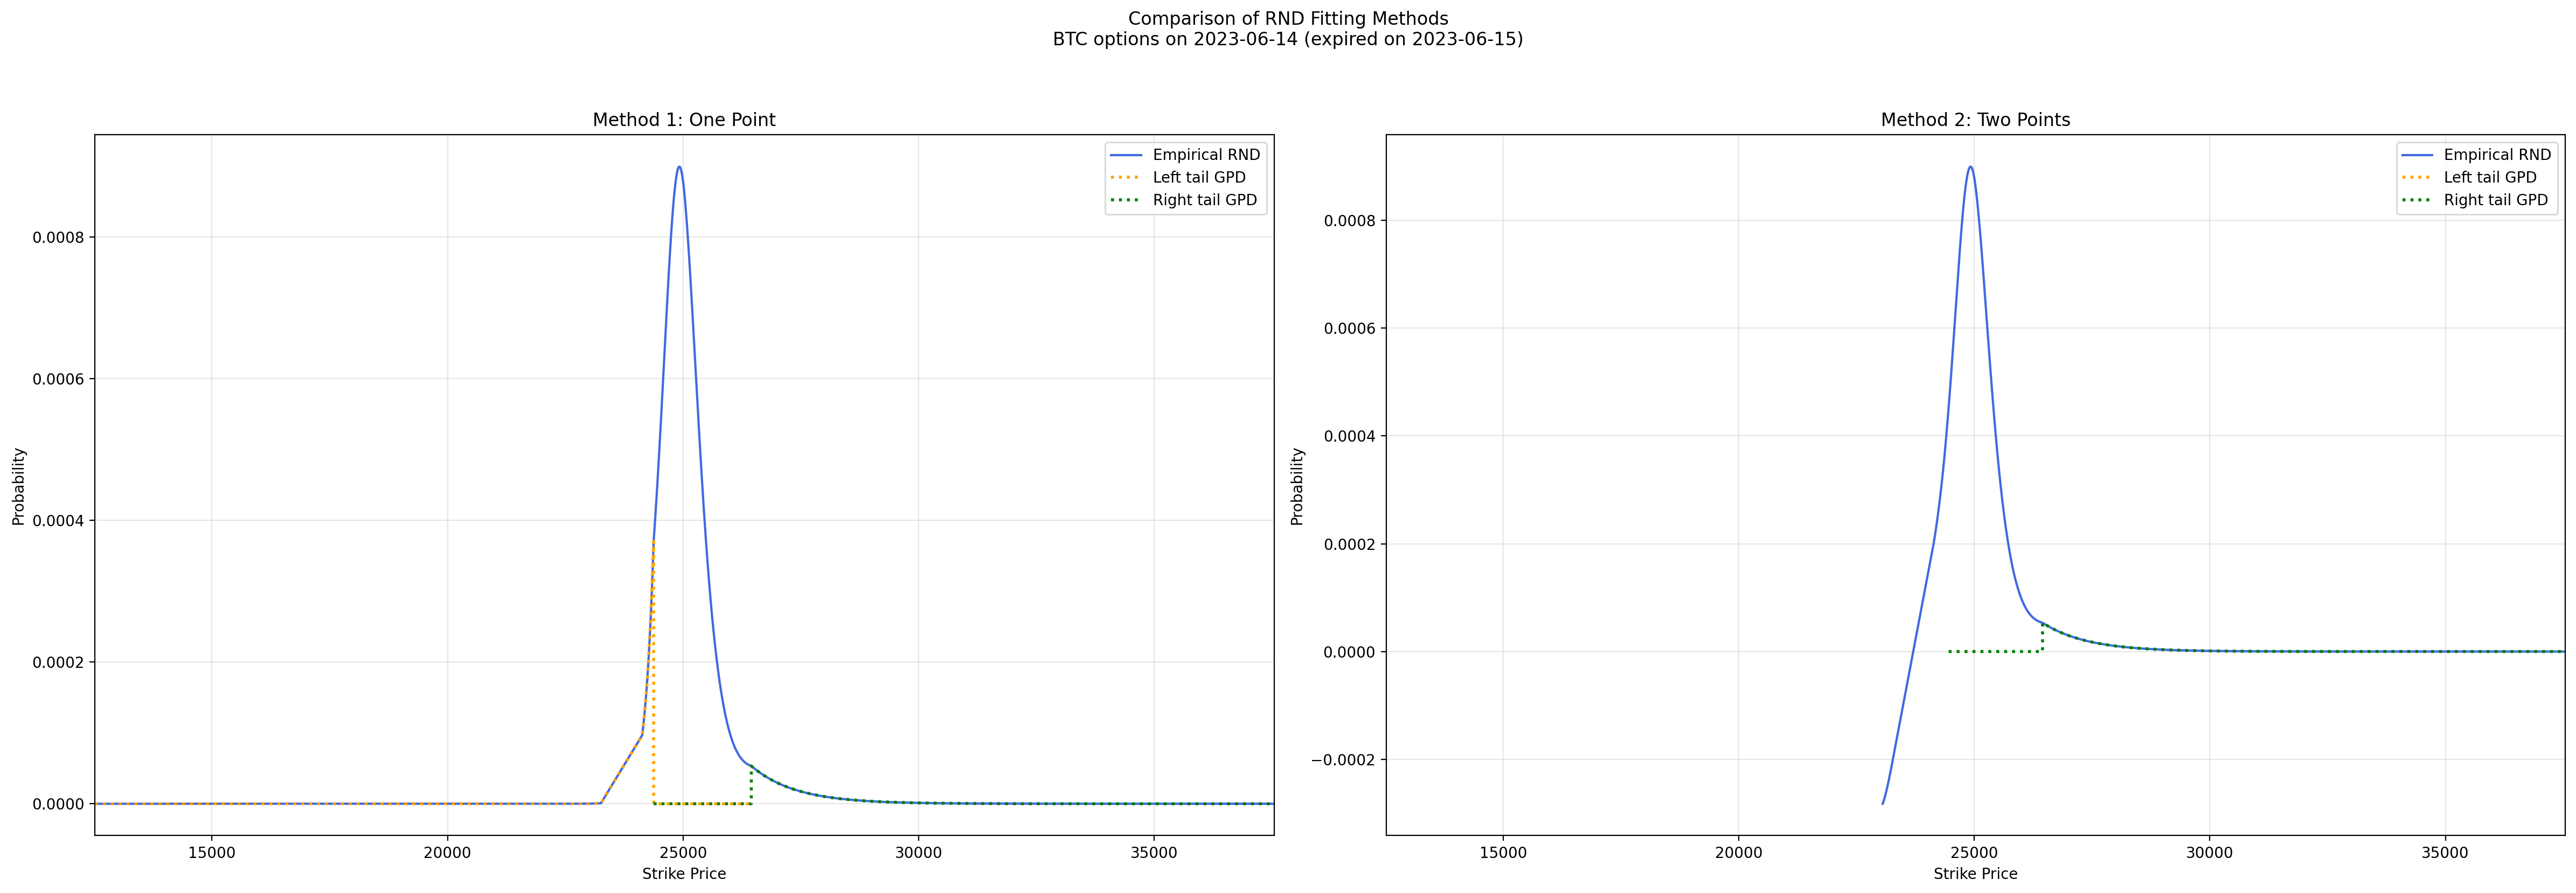 Comparison of RND Fitting Methods
BTC options on 2023-06-14 (expired on 2023-06-15)
Method 1: One Point
Empirical RND
Left tail GPD
Right tail GPD
0.0008
0.0006
0.0004
0.0002
0.0000
Probability
15000
20000
25000
30000
35000
Strike Price
Method 2: Two Points
Empirical RND
Left tail GPD
Right tail GPD
0.0008
0.0006
0.0004
0.0002
0.0000
−0.0002
Probability
15000
20000
25000
30000
35000
Strike Price